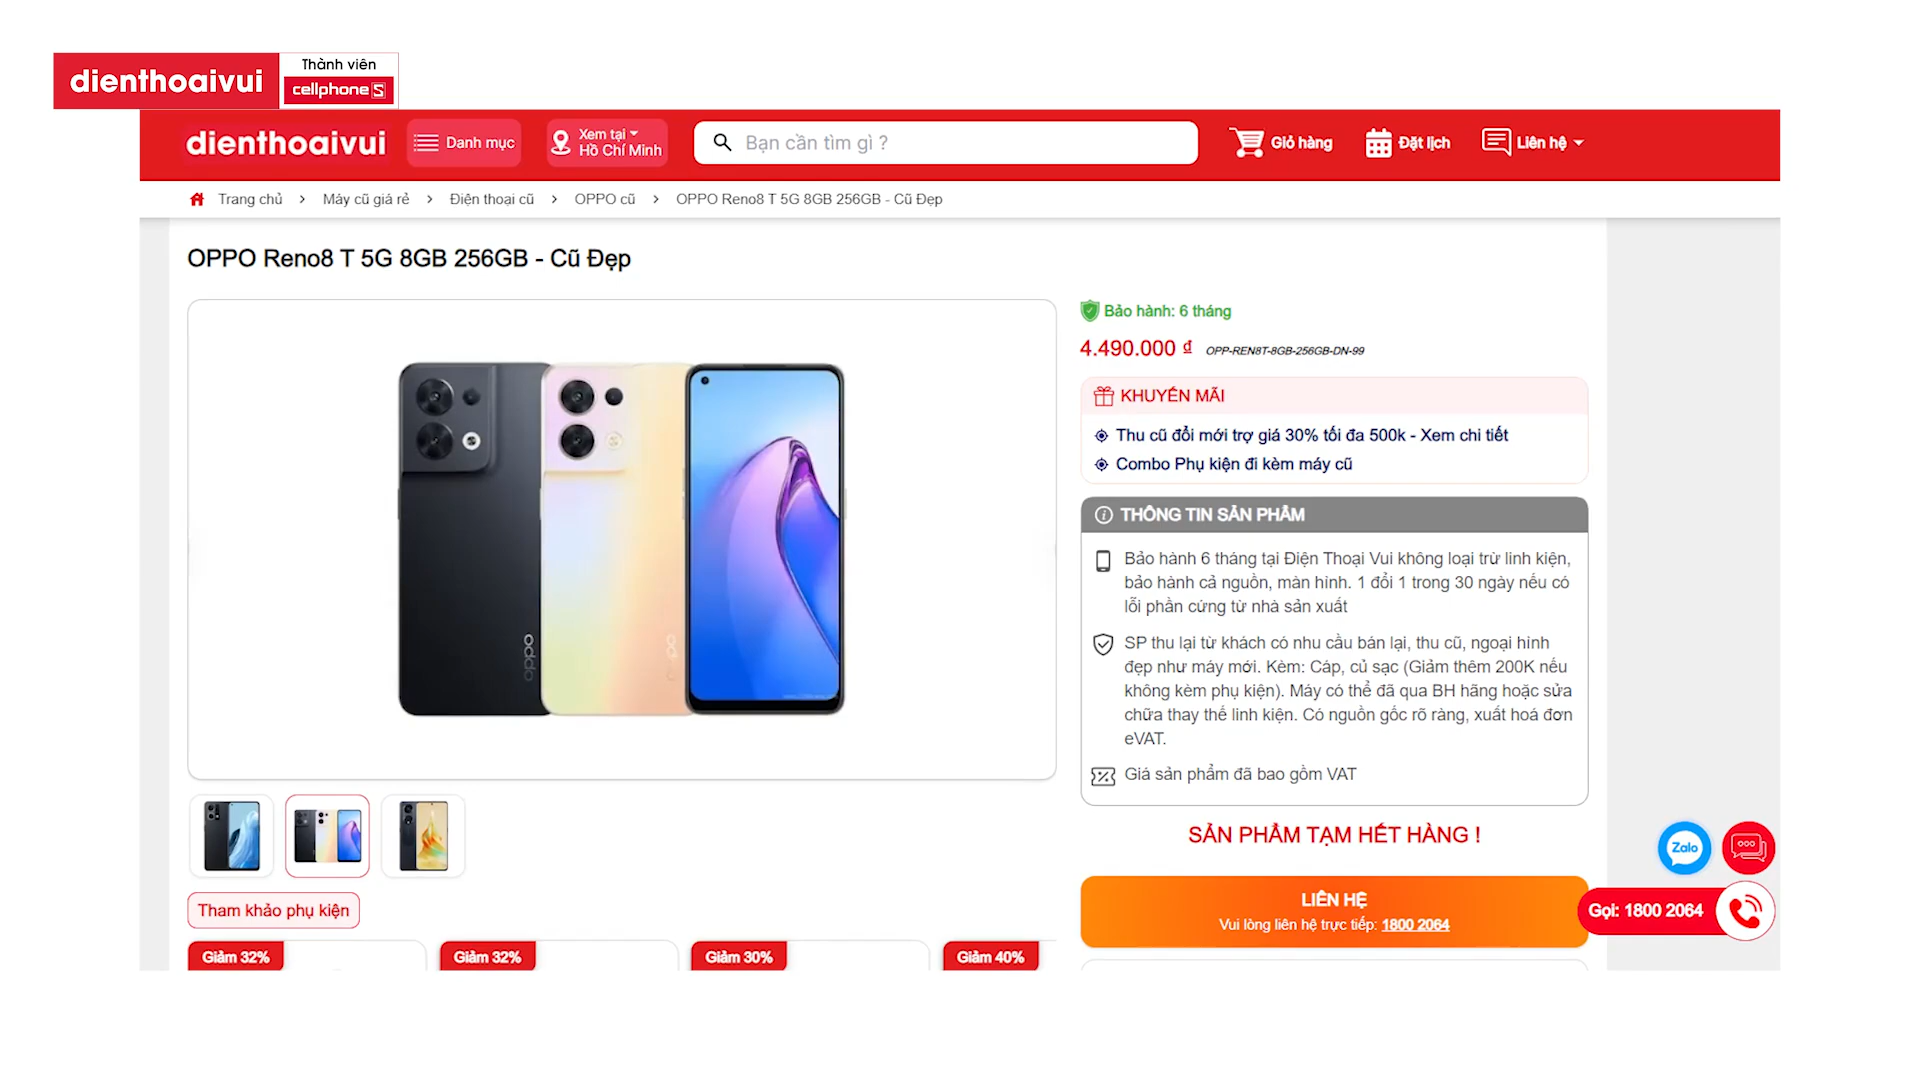 dienthoaivui
Thành viên
cellphoneS
dienthoaivui
Danh mục
Xem tại
Hồ Chí Minh
Bạn cần tìm gì ?
Giỏ hàng
Đặt lịch
Liên hệ
Trang chủ > Máy cũ giá rẻ > Điện thoại cũ > OPPO cũ > OPPO Reno8 T 5G 8GB 256GB - Cũ Đẹp
OPPO Reno8 T 5G 8GB 256GB - Cũ Đẹp
oppo
oppo
Bảo hành: 6 tháng
4.490.000 ₫ OPP-REN8T-8GB-256GB-DN-99
KHUYẾN MÃI
Thu cũ đổi mới trợ giá 30% tối đa 500k - Xem chi tiết
Combo Phụ kiện đi kèm máy cũ
THÔNG TIN SẢN PHẨM
Bảo hành 6 tháng tại Điện Thoại Vui không loại trừ linh kiện,
bảo hành cả nguồn, màn hình. 1 đổi 1 trong 30 ngày nếu có
lỗi phần cứng từ nhà sản xuất
SP thu lại từ khách có nhu cầu bán lại, thu cũ, ngoại hình
đẹp như máy mới. Kèm: Cáp, củ sạc (Giảm thêm 200K nếu
không kèm phụ kiện). Máy có thể đã qua BH hãng hoặc sửa
chữa thay thế linh kiện. Có nguồn gốc rõ ràng, xuất hoá đơn
eVAT.
Giá sản phẩm đã bao gồm VAT
SẢN PHẨM TẠM HẾT HÀNG !
LIÊN HỆ
Vui lòng liên hệ trực tiếp: 1800 2064
Zalo
Gọi: 1800 2064
Tham khảo phụ kiện
Giảm 32%
Giảm 32%
Giảm 30%
Giảm 40%